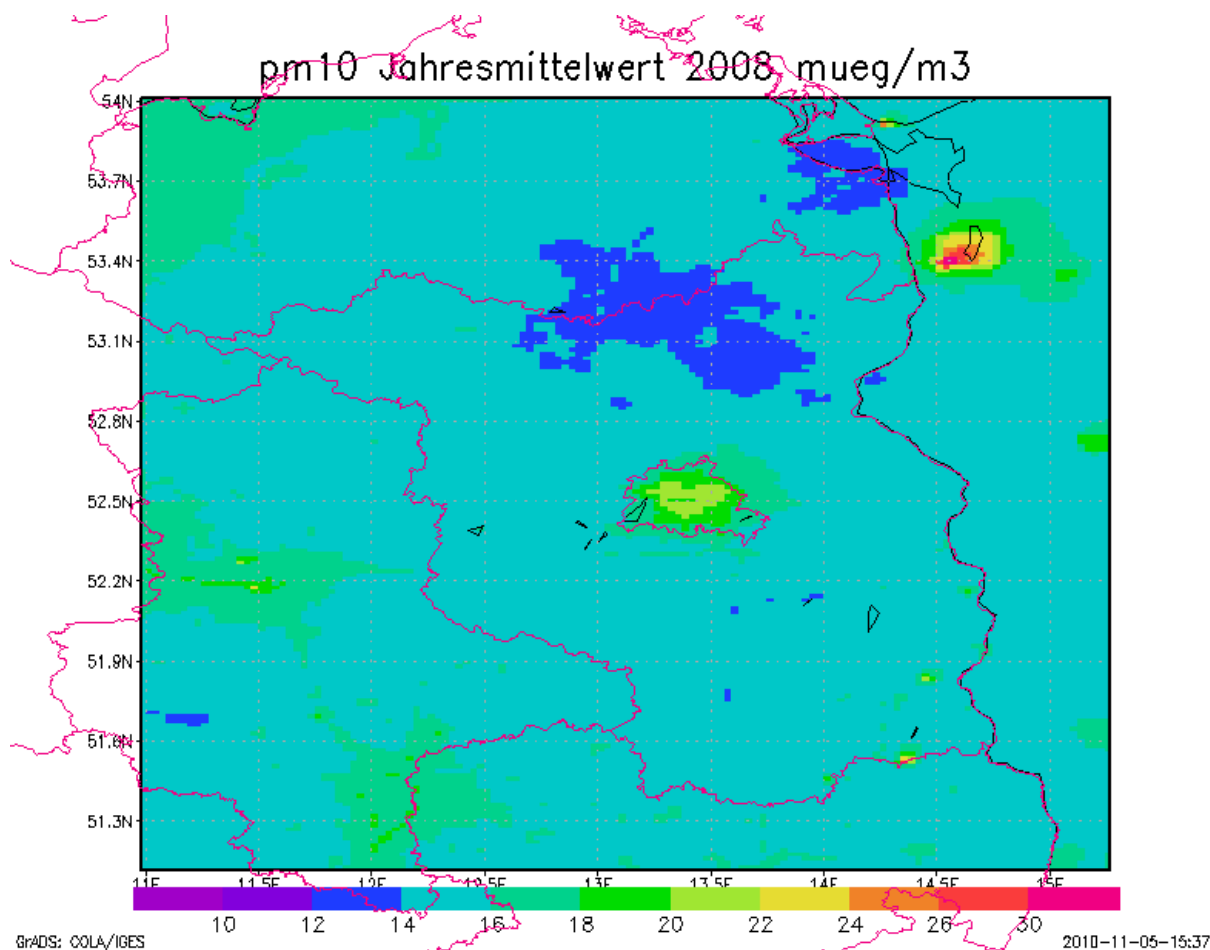 pm10 Jahresmittelwert 2008 mueg/m3
54N
53.7N
53.4N
53.1N
52.8N
52.5N
52.2N
51.9N
51.6N
51.3N
11E 11.5E 12E 12.5E 13E 13.5E 14E 14.5E 15E
10 12 14 16 18 20 22 24 26 30
GrADS: COLA/IGES 2010-11-05-15:37